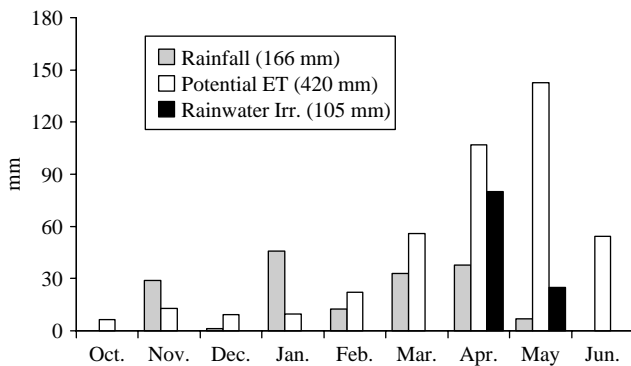 180
150
120
90
60
30
0
mm
Rainfall (166 mm)
Potential ET (420 mm)
Rainwater Irr. (105 mm)
Oct. Nov. Dec. Jan. Feb. Mar. Apr. May Jun.